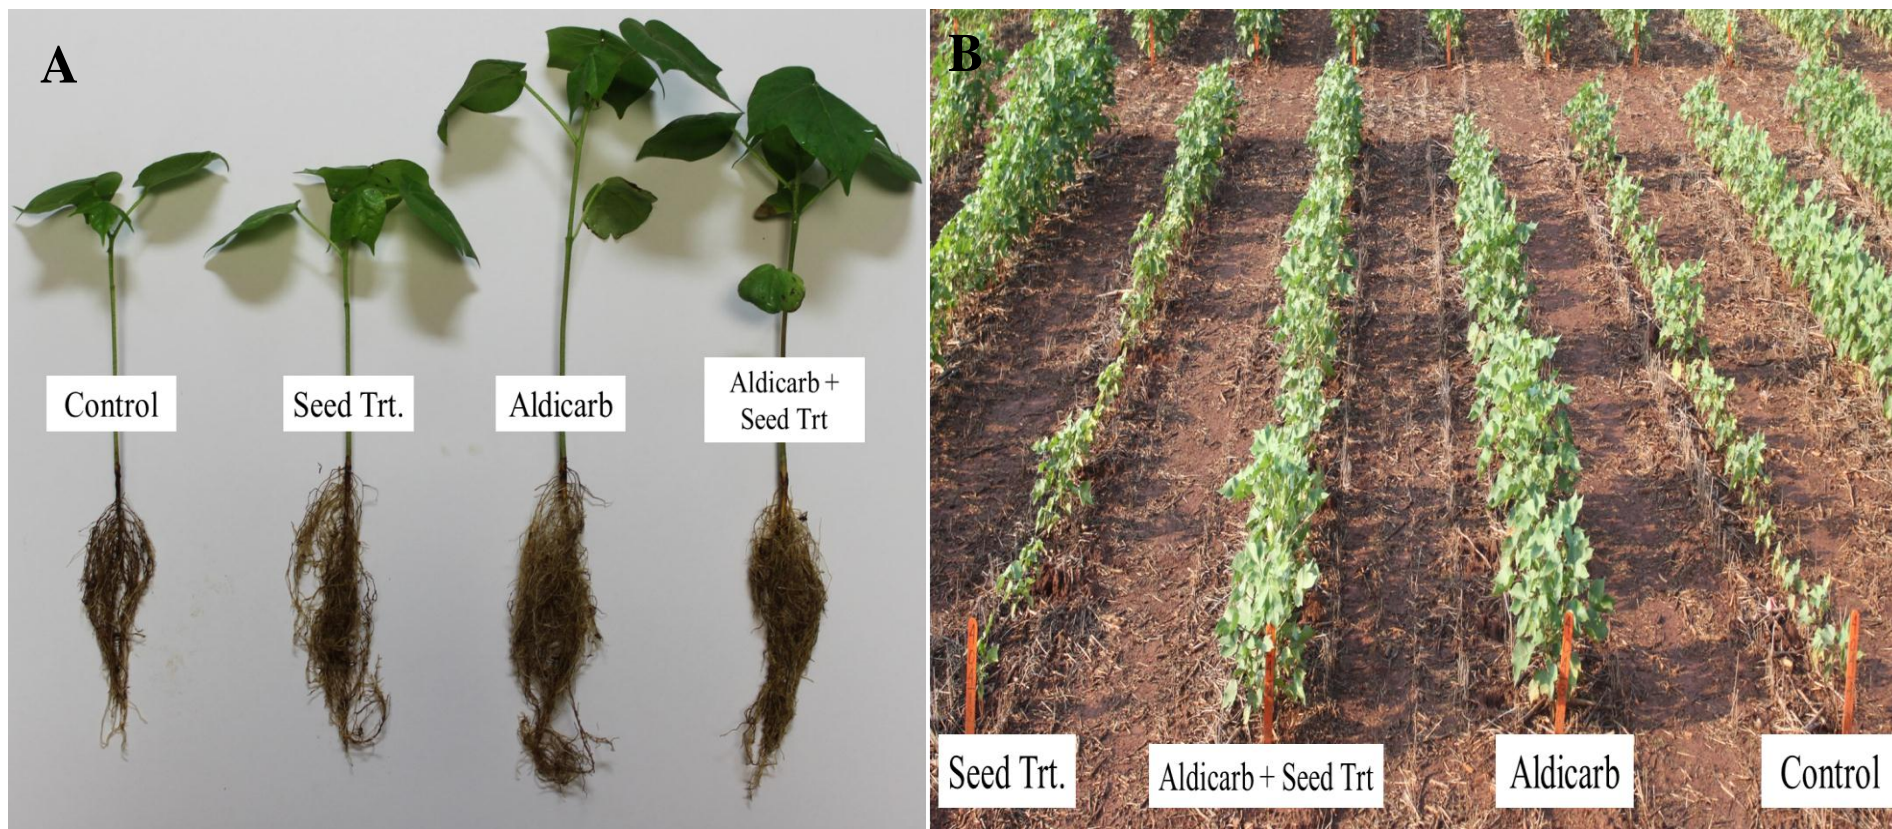 A
Control
Seed Trt.
Aldicarb
Aldicarb +
Seed Trt
B
Seed Trt.
Aldicarb + Seed Trt
Aldicarb
Control